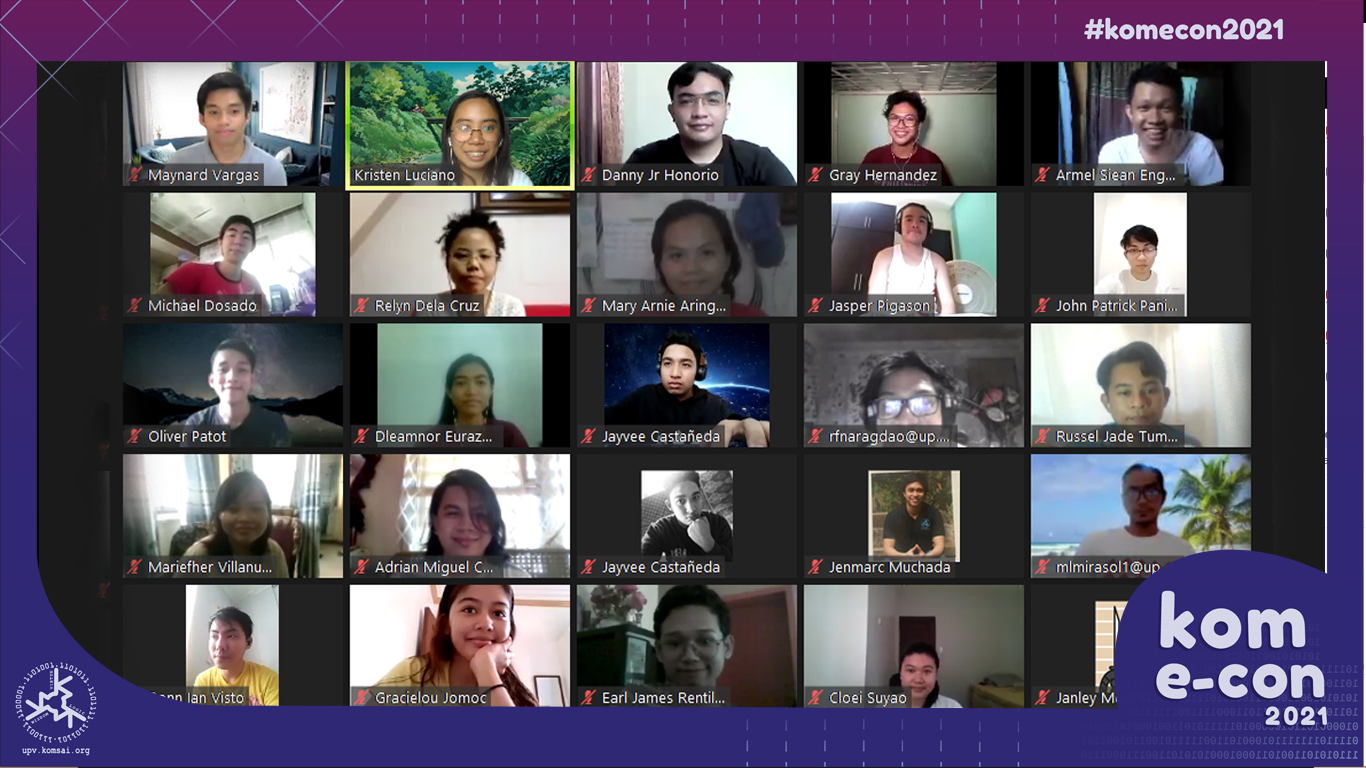 #komecon2021
Maynard Vargas
Kristen Luciano
Danny Jr Honorio
Gray Hernandez
Armel Siean Eng...
Michael Dosado
Relyn Dela Cruz
Mary Arnie Aring...
Jasper Pigason
John Patrick Pani...
Oliver Patot
Dleamnor Euraz...
Jayvee Castañeda
rfnaragdao@up....
Russel Jade Tum...
Mariefher Villanu...
Adrian Miguel C...
Jayvee Castañeda
Jenmarc Muchada
mlmirasol1@up
Ian Visto
Gracielou Jomoc
Earl James Rentil...
Cloei Suyao
Janley M
kom
e-con
2021
upv.komsai.org